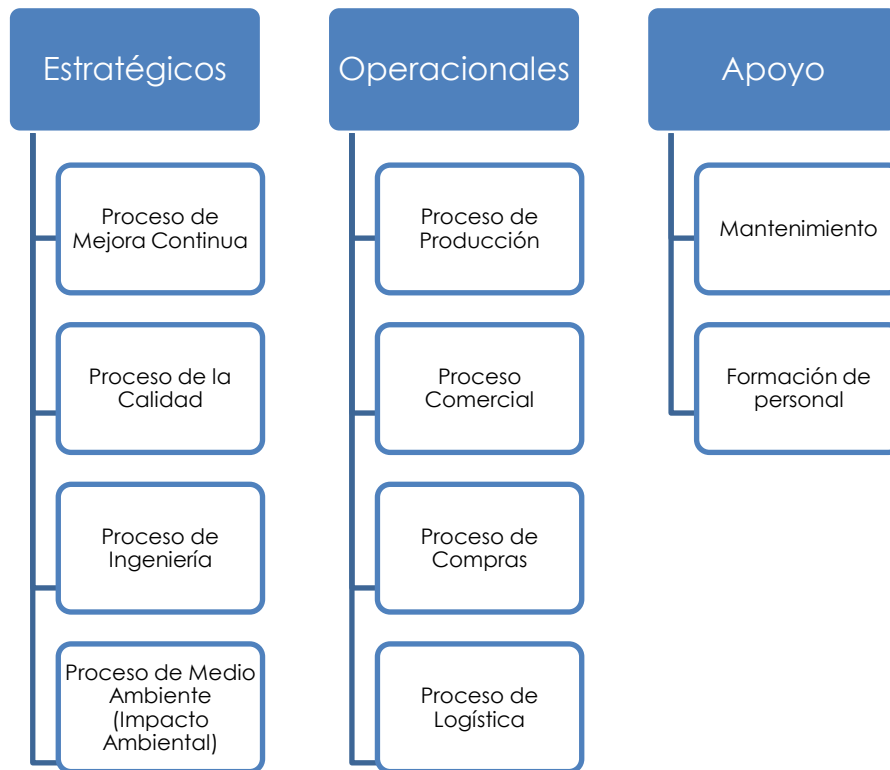 Estratégicos
Proceso de
Mejora Continua
Proceso de la
Calidad
Proceso de
Ingeniería
Proceso de Medio
Ambiente
(Impacto
Ambiental)
Operacionales
Proceso de
Producción
Proceso
Comercial
Proceso de
Compras
Proceso de
Logística
Apoyo
Mantenimiento
Formación de
personal